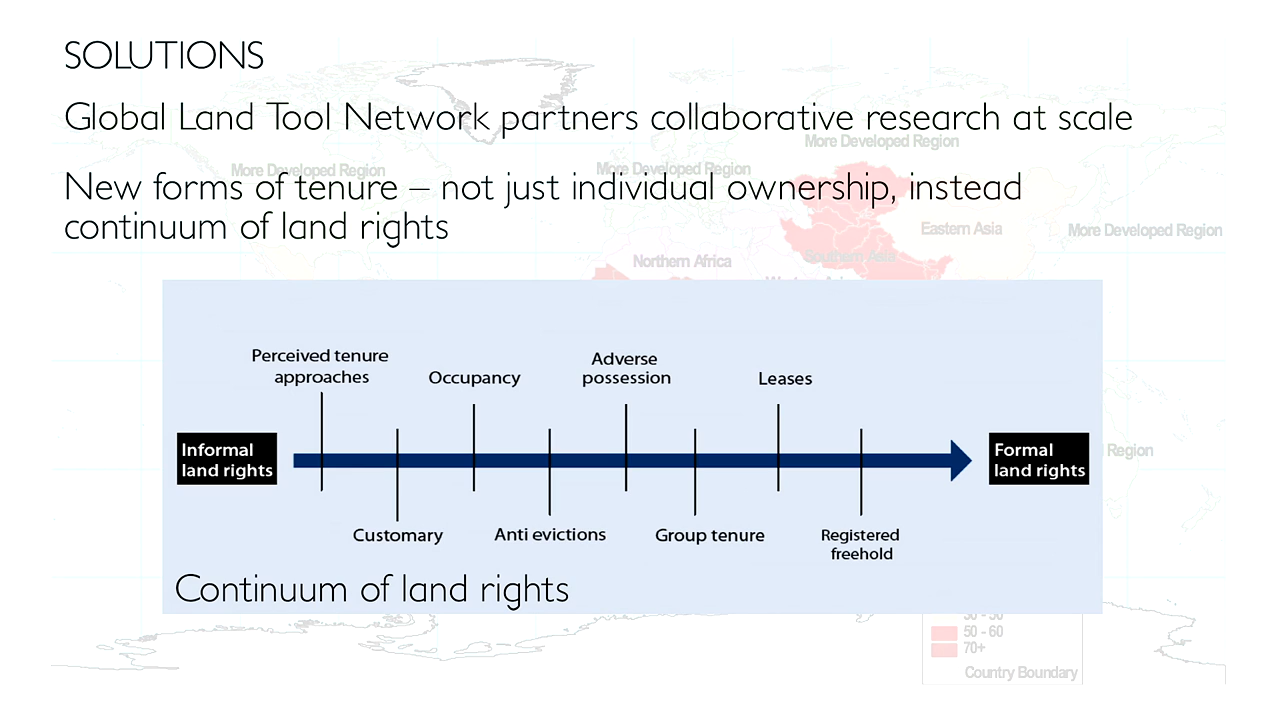 SOLUTIONS
Global Land Tool Network partners collaborative research at scale
More Developed Region
More Developed Region
More Developed Region
New forms of tenure – not just individual ownership, instead
continuum of land rights
Eastern Asia
More Developed Region
Southern Asia
Northern Africa
Perceived tenure
approaches
Occupancy
Adverse
possession
Leases
Informal
land rights
Formal
land rights
Region
Customary
Anti evictions
Group tenure
Registered
freehold
Continuum of land rights
50 - 60
70+
Country Boundary